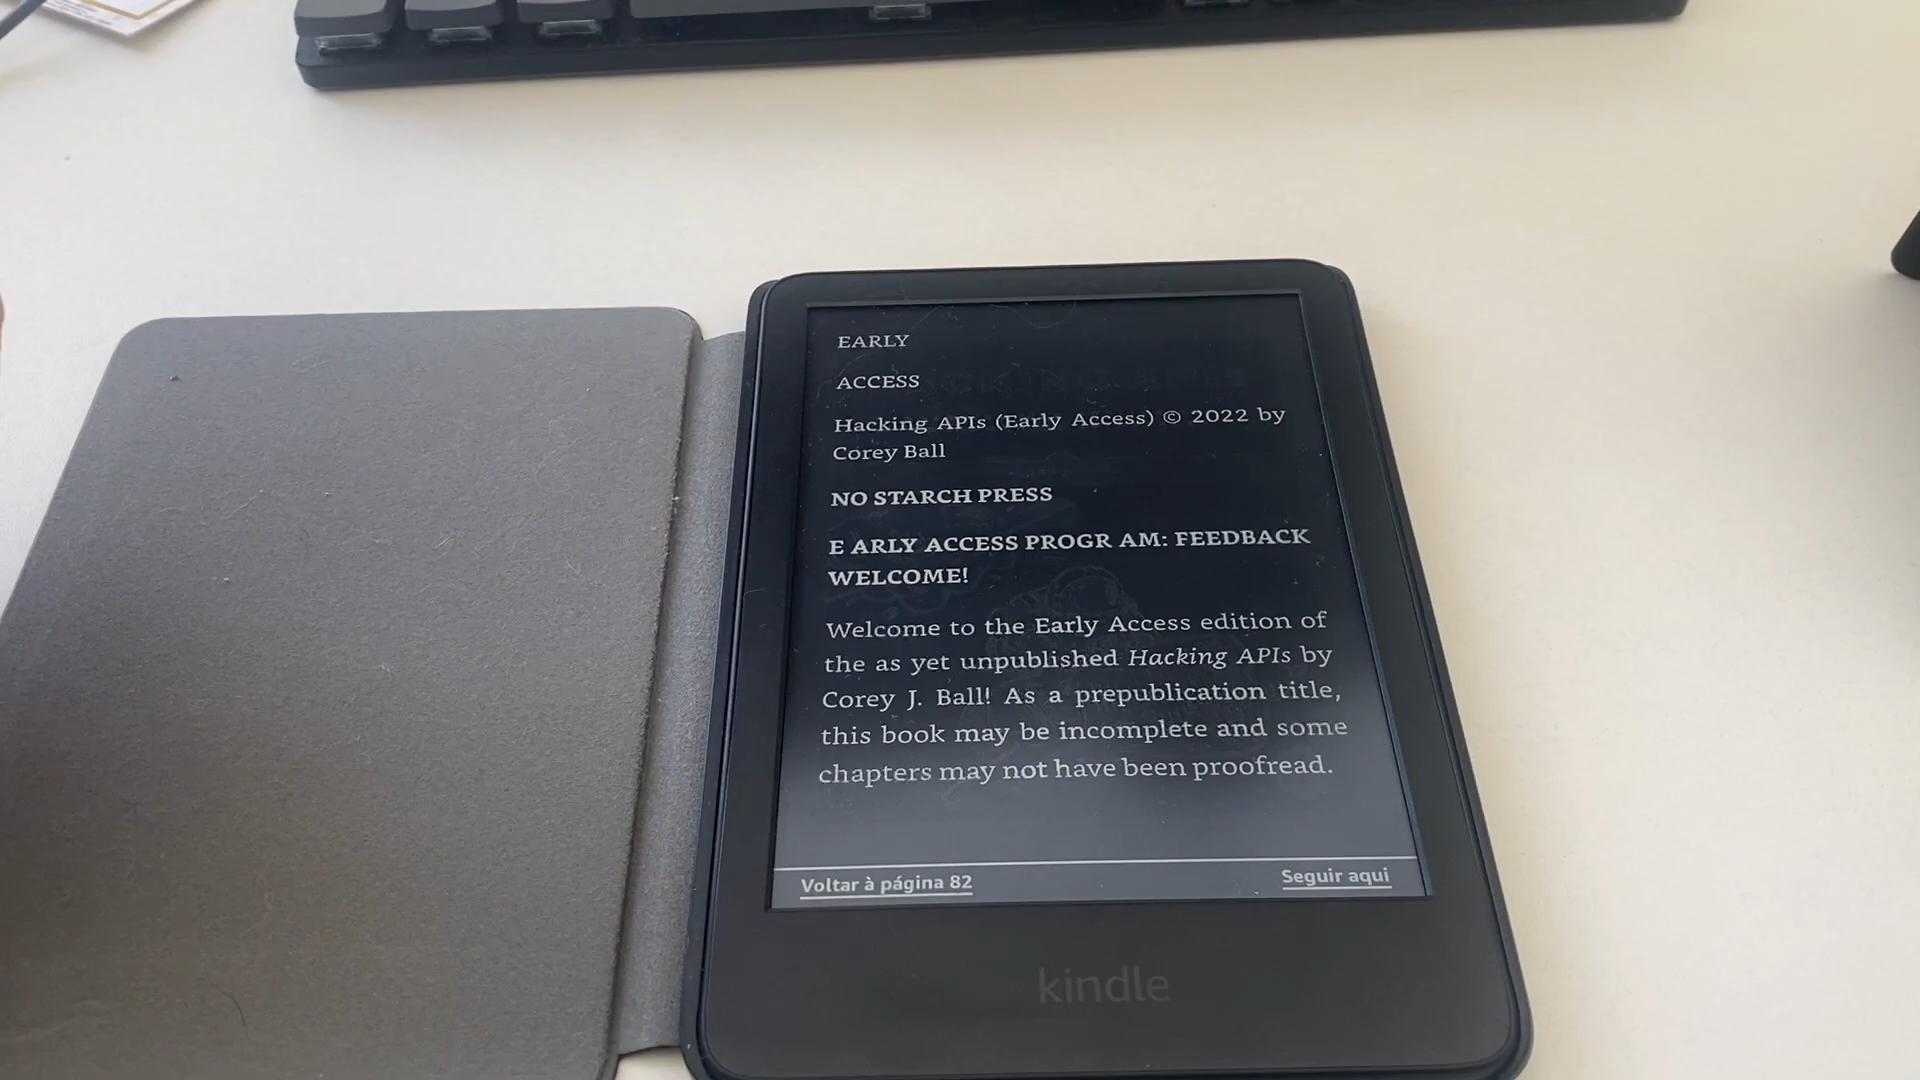 EARLY
ACCESS
Hacking APIs (Early Access) © 2022 by
Corey Ball
NO STARCH PRESS
E ARLY ACCESS PROGR AM: FEEDBACK
WELCOME!
Welcome to the Early Access edition of
the as yet unpublished Hacking APIs by
Corey J. Ball! As a prepublication title,
this book may be incomplete and some
chapters may not have been proofread.
Voltar à página 82
Seguir aqui
kindle